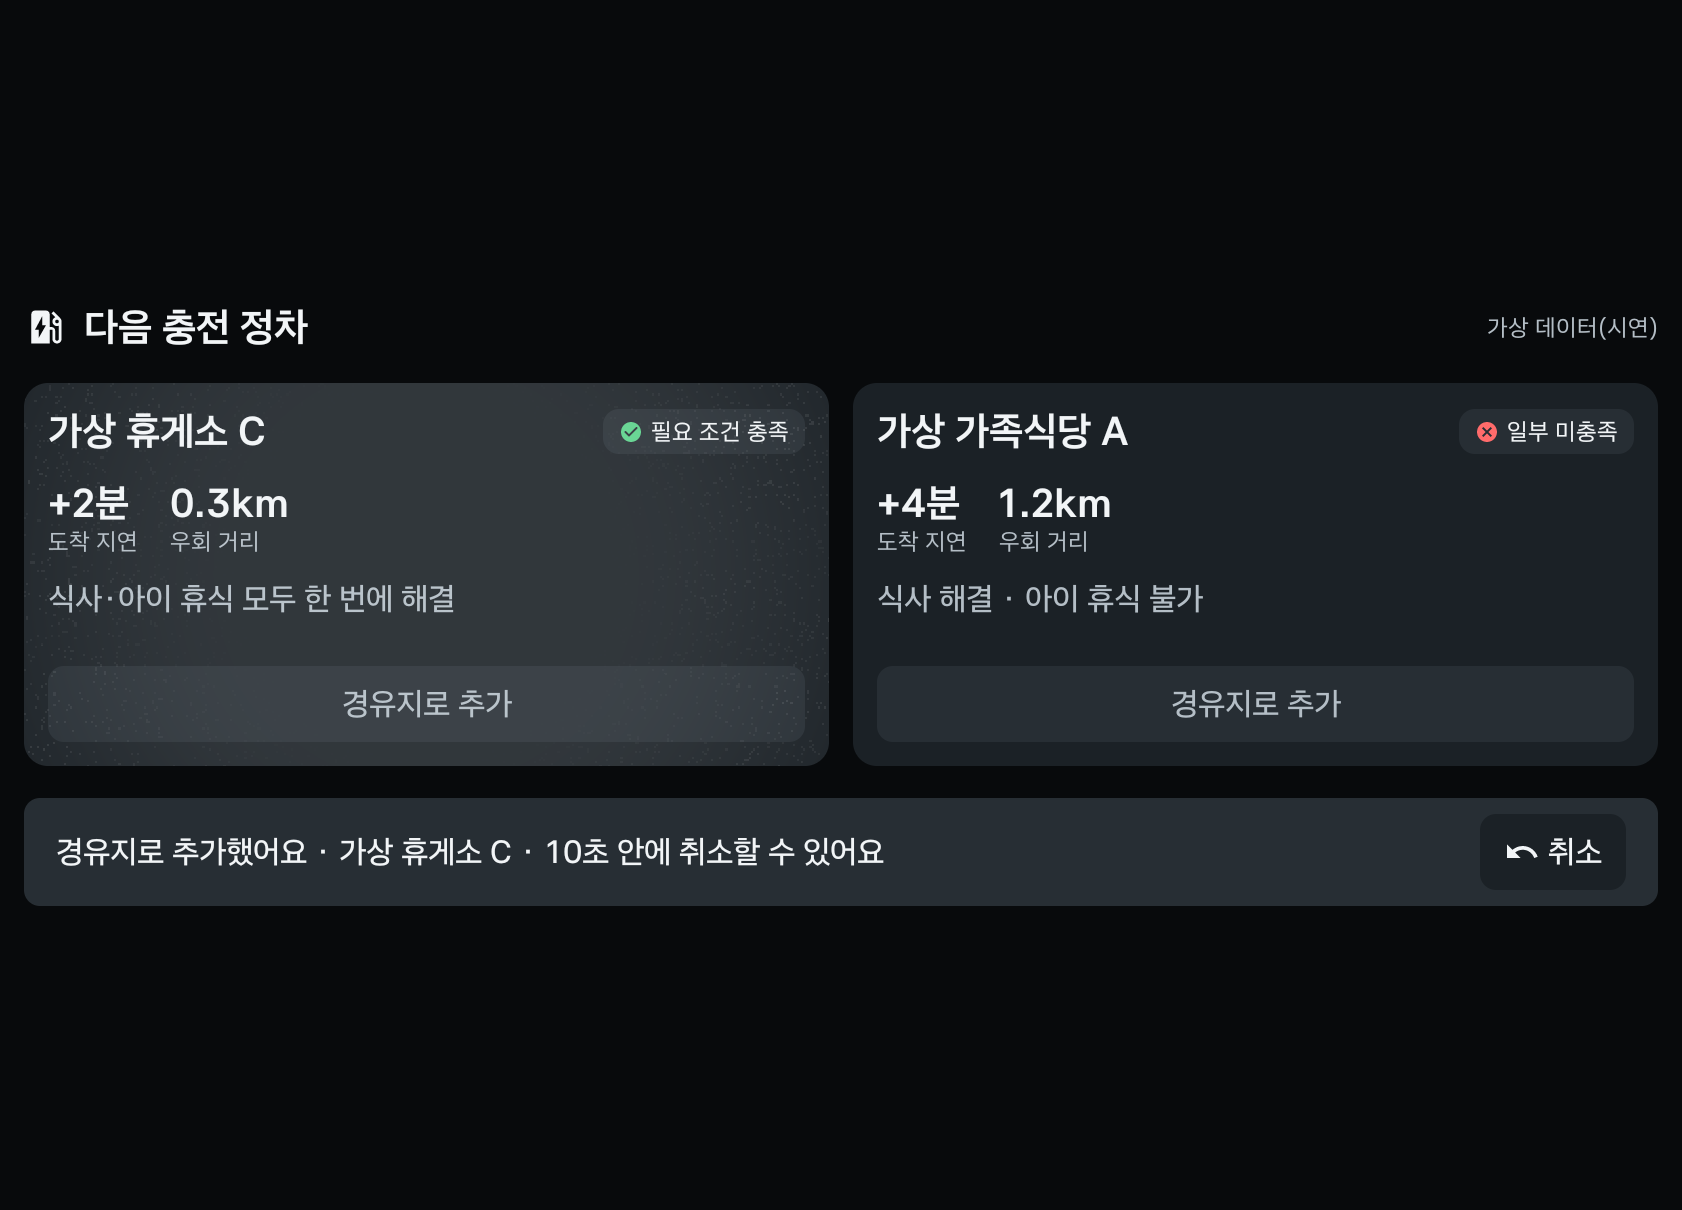 다음 충전 정차
가상 데이터(시연)
가상 휴게소 C
필요 조건 충족
+2분 0.3km
도착 지연 우회 거리
식사·아이 휴식 모두 한 번에 해결
경유지로 추가
가상 가족식당 A
일부 미충족
+4분 1.2km
도착 지연 우회 거리
식사 해결 · 아이 휴식 불가
경유지로 추가
경유지로 추가했어요 · 가상 휴게소 C · 10초 안에 취소할 수 있어요
취소